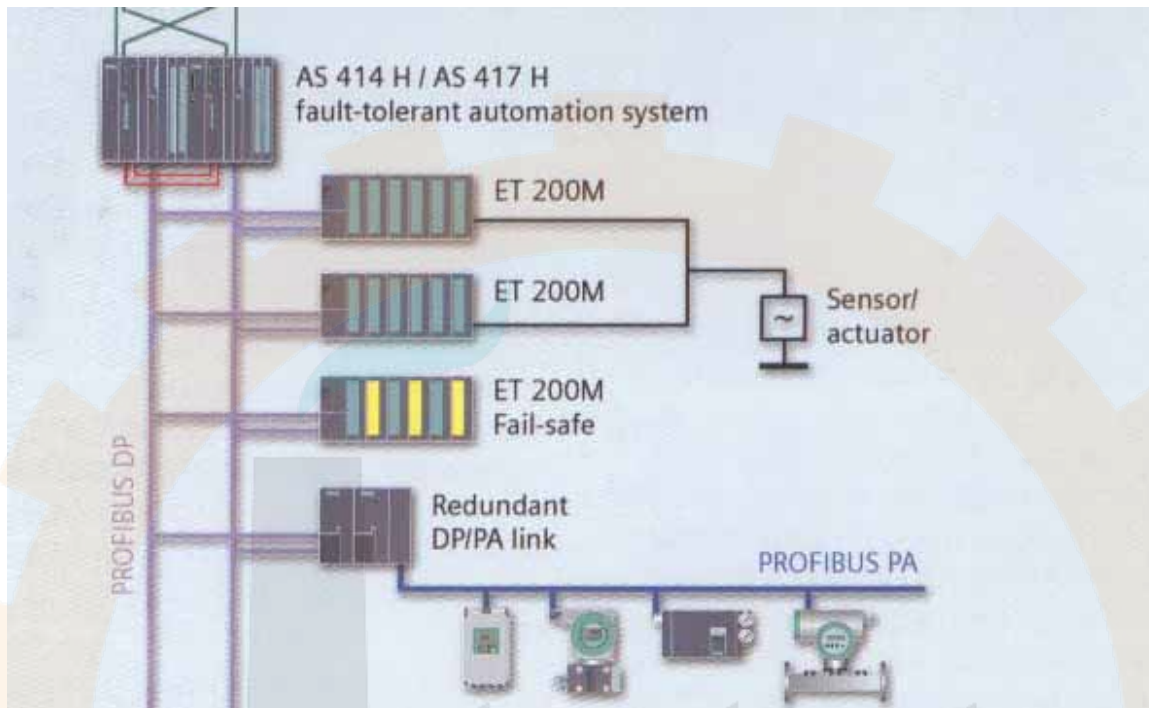 AS 414 H / AS 417 H
fault-tolerant automation system
ET 200M
ET 200M
Sensor/
actuator
~
ET 200M
Fail-safe
PROFIBUS DP
Redundant
DP/PA link
PROFIBUS PA